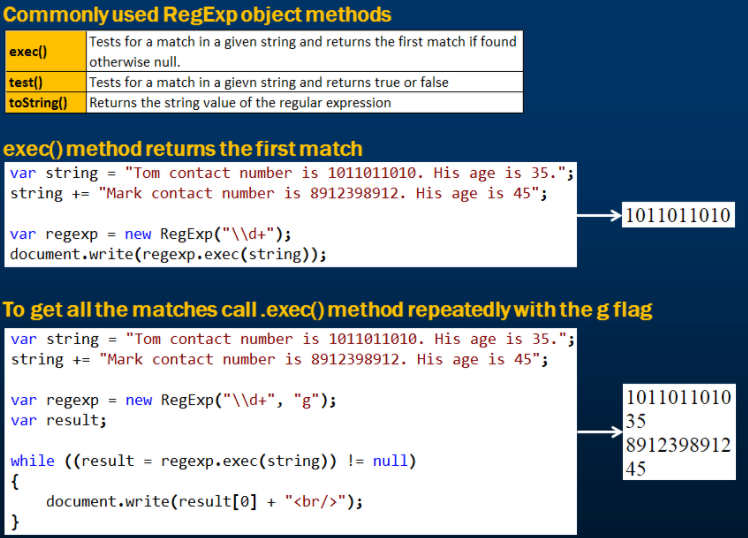 Commonly used RegExp object methods
exec() Tests for a match in a given string and returns the first match if found
otherwise null.
test() Tests for a match in a gievn string and returns true or false
toString() Returns the string value of the regular expression
exec() method returns the first match
var string = "Tom contact number is 1011011010. His age is 35.";
string += "Mark contact number is 8912398912. His age is 45";
var regexp = new RegExp("\\d+");
document.write(regexp.exec(string));
1011011010
To get all the matches call .exec() method repeatedly with the g flag
var string = "Tom contact number is 1011011010. His age is 35.";
string += "Mark contact number is 8912398912. His age is 45";
var regexp = new RegExp("\\d+", "g");
var result;
while ((result = regexp.exec(string)) != null)
{
    document.write(result[0] + "<br/>");
}
1011011010
35
8912398912
45